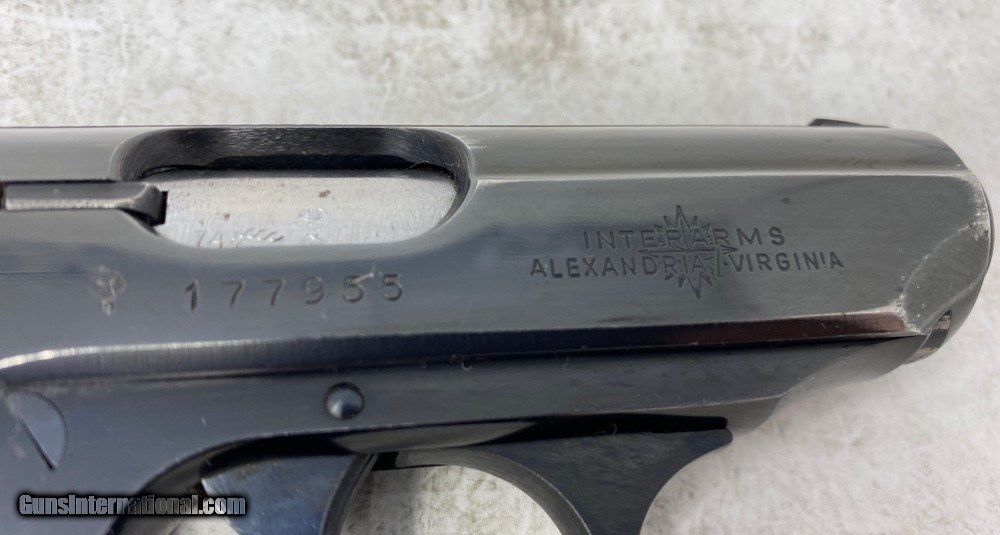 INTERARMS
ALEXANDRIA, VIRGINIA
177955
GunsInternational.com